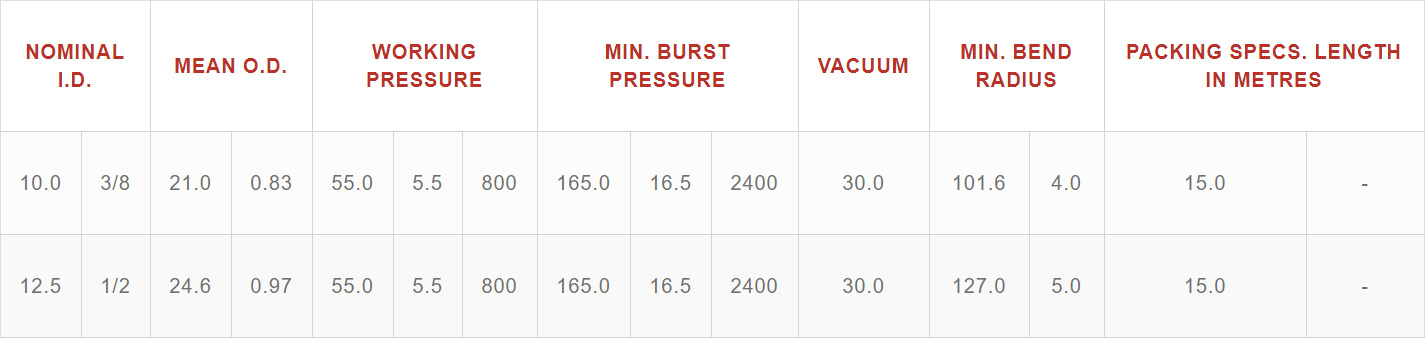 NOMINAL I.D. MEAN O.D. WORKING PRESSURE MIN. BURST PRESSURE VACUUM MIN. BEND RADIUS PACKING SPECS. LENGTH IN METRES
10.0 3/8 21.0 0.83 55.0 5.5 800 165.0 16.5 2400 30.0 101.6 4.0 15.0 -
12.5 1/2 24.6 0.97 55.0 5.5 800 165.0 16.5 2400 30.0 127.0 5.0 15.0 -